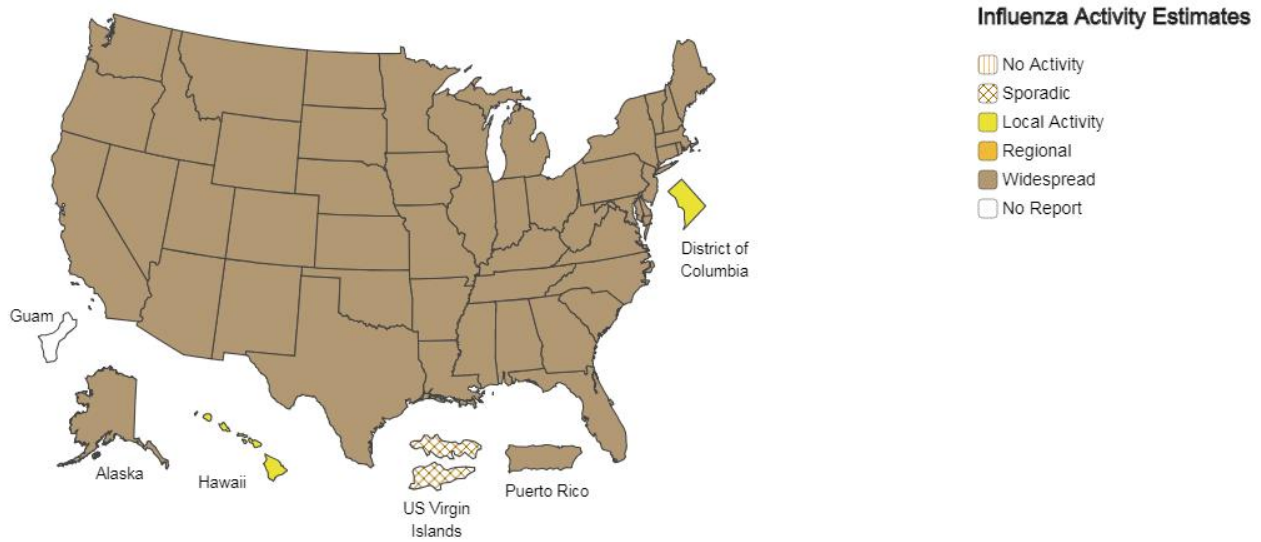 Influenza Activity Estimates
No Activity
Sporadic
Local Activity
Regional
Widespread
No Report
District of
Columbia
Guam
Alaska
Hawaii
US Virgin
Islands
Puerto Rico